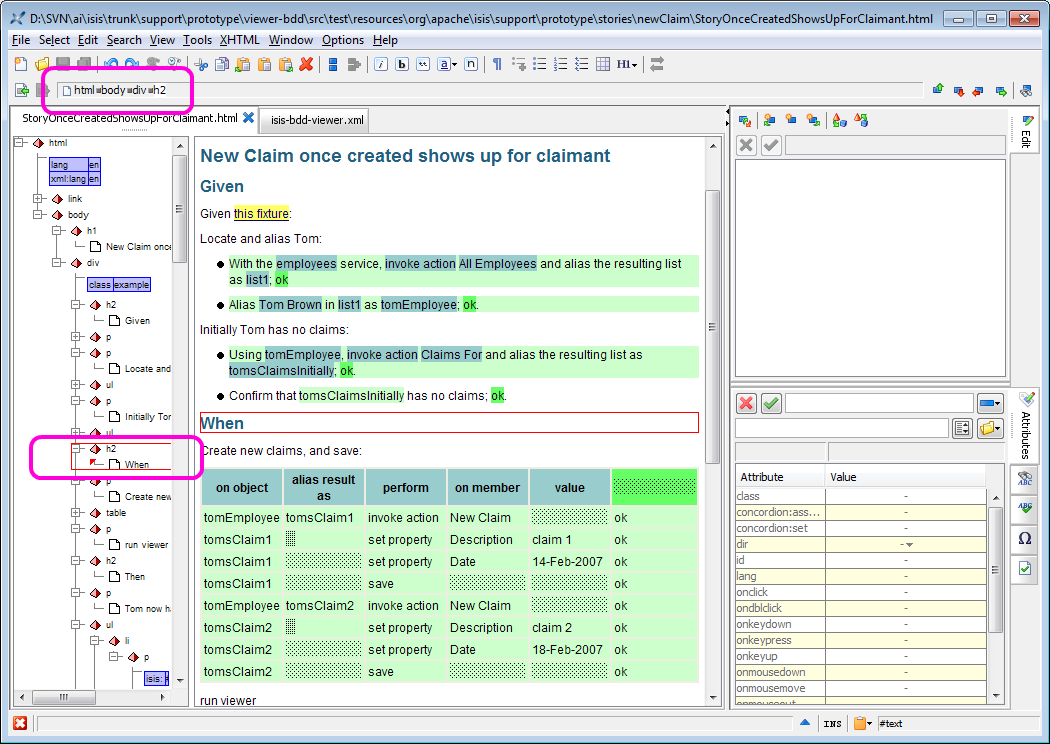 D:\SVN\ai\isis\trunk\support\prototype\viewer-bdd\src\test\resources\org\apache\isis\support\prototype\stories\newClaim\StoryOnceCreatedShowsUpForClaimant.html
File Select Edit Search View Tools XHTML Window Options Help
i b a n ¶ H1
html body div h2
StoryOnceCreatedShowsUpForClaimant.html isis-bdd-viewer.xml
html
lang en
xml:lang en
link
body
h1
New Claim once
div
class example
h2
Given
p
p
Locate and
ul
p
Initially Tom
ul
h2
When
p
Create new
table
p
run viewer
h2
Then
p
Tom now ha
ul
li
p
isis:
New Claim once created shows up for claimant
Given
Given this fixture:
Locate and alias Tom:
With the employees service, invoke action All Employees and alias the resulting list
as list1; ok
Alias Tom Brown in list1 as tomEmployee; ok.
Initially Tom has no claims:
Using tomEmployee, invoke action Claims For and alias the resulting list as
tomsClaimsInitially; ok.
Confirm that tomsClaimsInitially has no claims; ok.
When
Create new claims, and save:
on object alias result as perform on member value
tomEmployee tomsClaim1 invoke action New Claim ok
tomsClaim1 set property Description claim 1 ok
tomsClaim1 set property Date 14-Feb-2007 ok
tomsClaim1 save ok
tomEmployee tomsClaim2 invoke action New Claim ok
tomsClaim2 set property Description claim 2 ok
tomsClaim2 set property Date 18-Feb-2007 ok
tomsClaim2 save ok
run viewer
Edit
Attributes
ABC
ABC
Ω
Attribute Value
class -
concordion:ass... -
concordion:set -
dir -
id -
lang -
onclick -
ondblclick -
onkeydown -
onkeypress -
onkeyup -
onmousedown -
onmousemove -
onmouseout -
INS #text